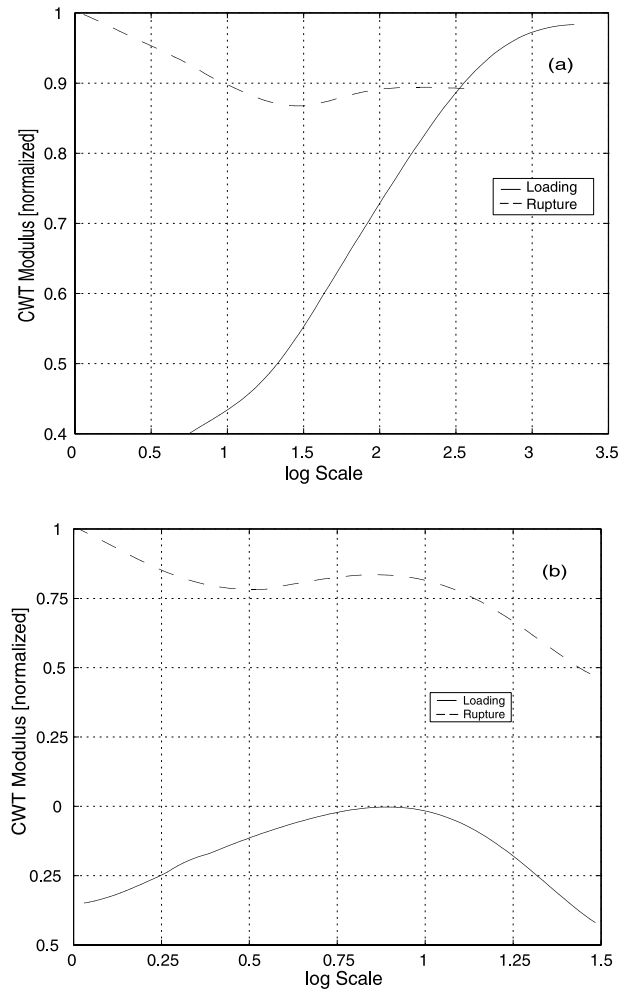 1
0.9
0.8
0.7
0.6
0.5
0.4
CWT Modulus [normalized]
(a)
Loading
Rupture
0 0.5 1 1.5 2 2.5 3 3.5
log Scale
1
0.75
0.5
0.25
0
0.25
0.5
CWT Modulus [normalized]
(b)
Loading
Rupture
0 0.25 0.5 0.75 1 1.25 1.5
log Scale